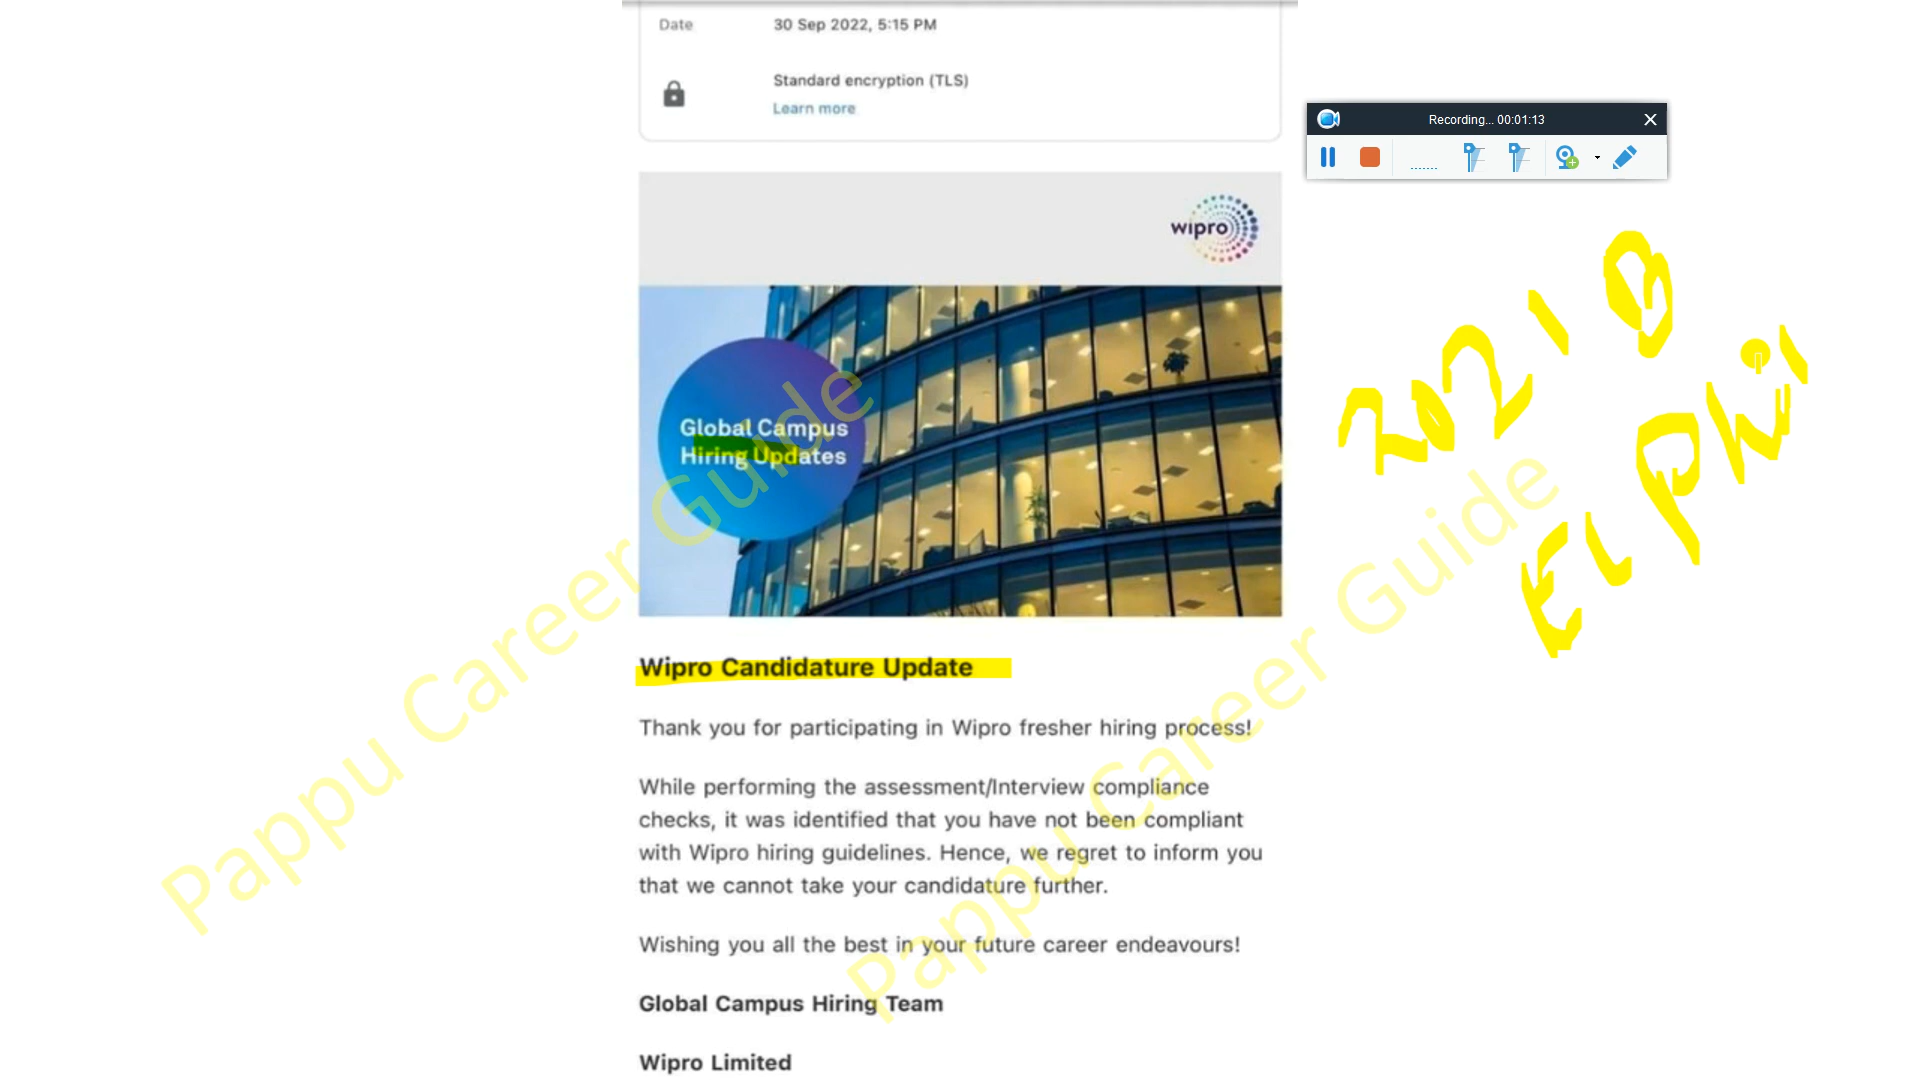 Date 30 Sep 2022, 5:15 PM
Standard encryption (TLS)
Learn more
Recording... 00:01:13
wipro
Global Campus
Hiring Updates
2021 B
El Phi
Wipro Candidature Update
Thank you for participating in Wipro fresher hiring process!
While performing the assessment/Interview compliance
checks, it was identified that you have not been compliant
with Wipro hiring guidelines. Hence, we regret to inform you
that we cannot take your candidature further.
Wishing you all the best in your future career endeavours!
Global Campus Hiring Team
Wipro Limited
Pappu Career Guide
Pappu Career Guide